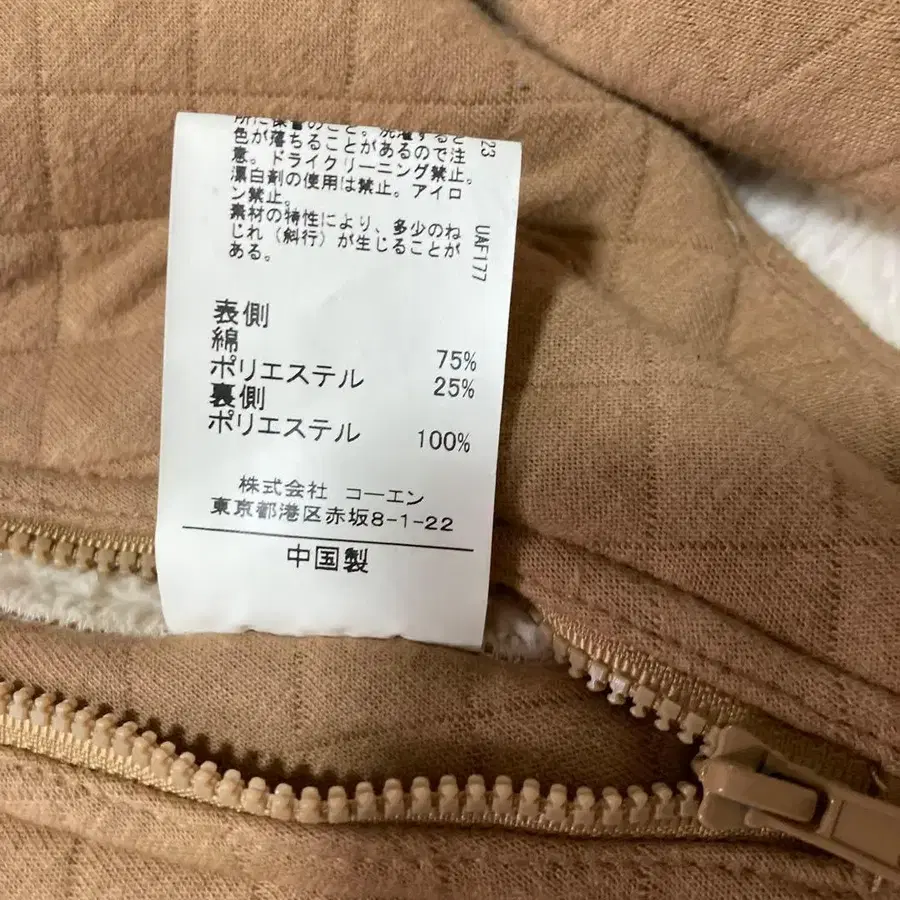 所に保管のこと。洗濯すると
色が落ちることがあるので注
意。ドライクリーニング禁止。
漂白剤の使用は禁止。アイロ
ン禁止。
素材の特性により、多少のね
じれ（斜行）が生じることが
ある。
23
UAF177
表側
綿 75%
ポリエステル 25%
裏側
ポリエステル 100%
株式会社 コーエン
東京都港区赤坂8-1-22
中国製